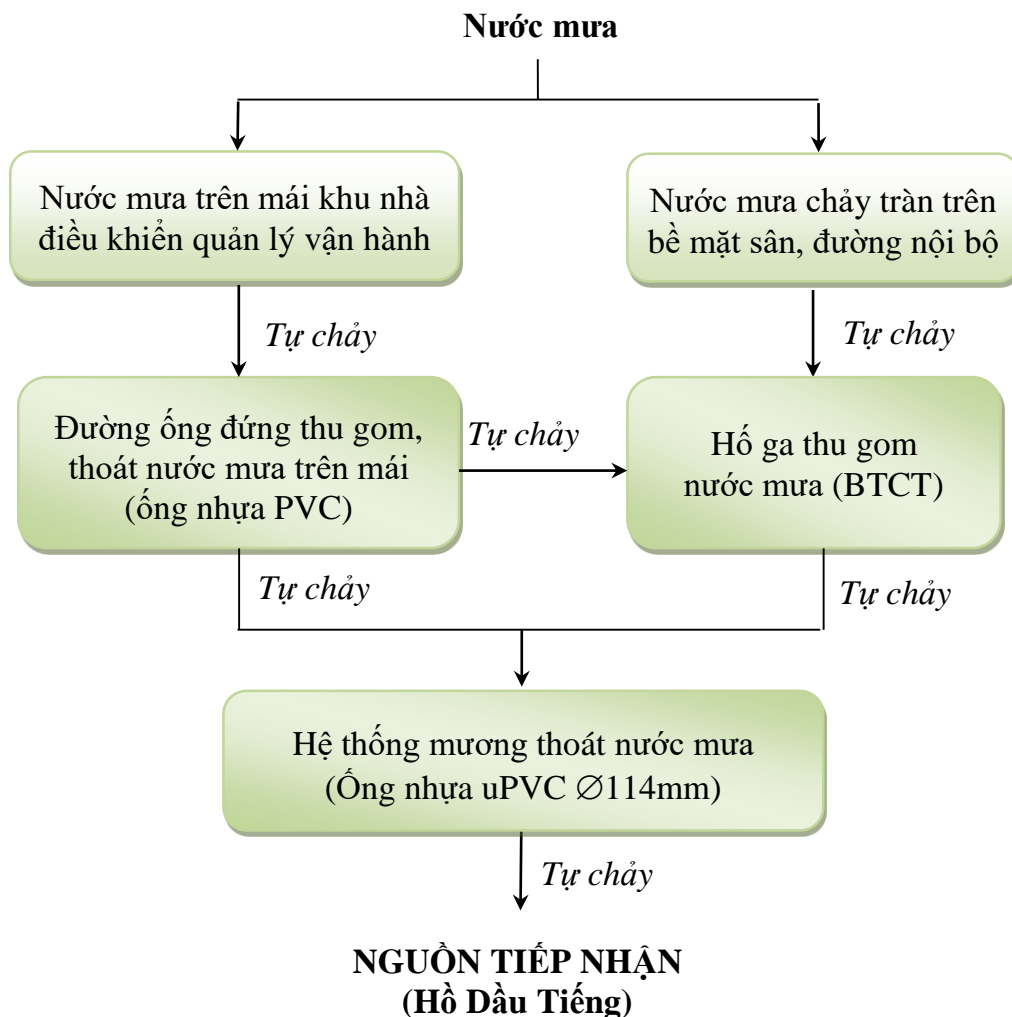 Nước mưa
Nước mưa trên mái khu nhà
điều khiển quản lý vận hành
Nước mưa chảy tràn trên
bề mặt sân, đường nội bộ
Tự chảy
Tự chảy
Đường ống đứng thu gom,
thoát nước mưa trên mái
(ống nhựa PVC)
Tự chảy
Hố ga thu gom
nước mưa (BTCT)
Tự chảy
Tự chảy
Hệ thống mương thoát nước mưa
(Ống nhựa uPVC ∅114mm)
Tự chảy
NGUỒN TIẾP NHẬN
(Hồ Dầu Tiếng)